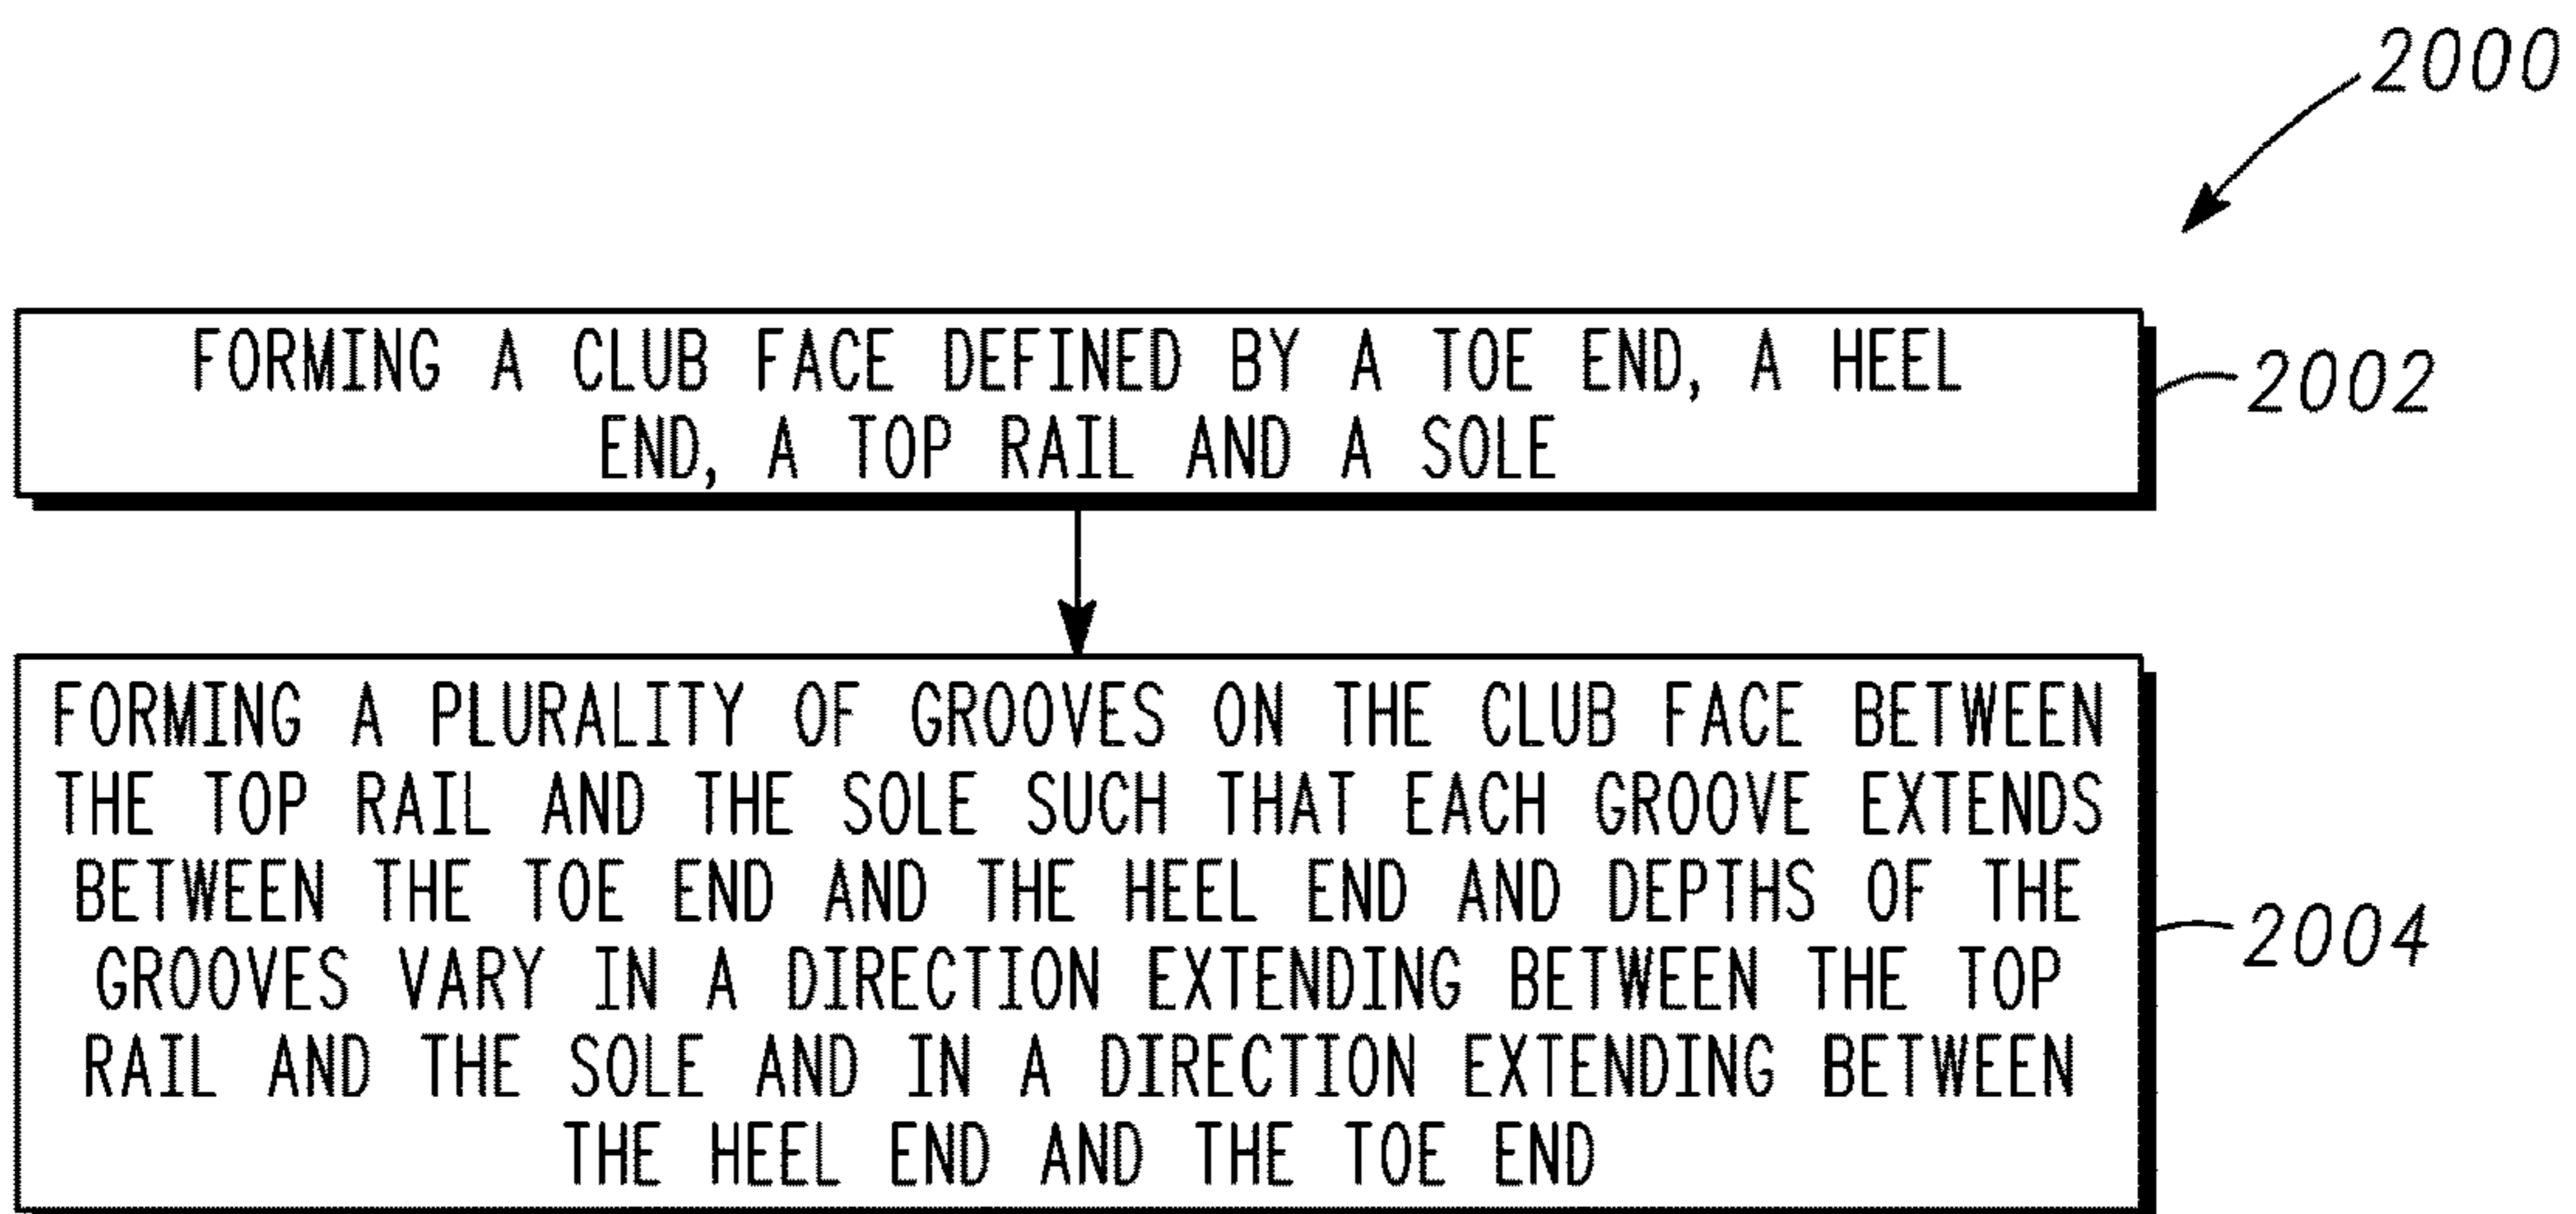 2000
FORMING A CLUB FACE DEFINED BY A TOE END, A HEEL
END, A TOP RAIL AND A SOLE
2002
FORMING A PLURALITY OF GROOVES ON THE CLUB FACE BETWEEN
THE TOP RAIL AND THE SOLE SUCH THAT EACH GROOVE EXTENDS
BETWEEN THE TOE END AND THE HEEL END AND DEPTHS OF THE
GROOVES VARY IN A DIRECTION EXTENDING BETWEEN THE TOP
RAIL AND THE SOLE AND IN A DIRECTION EXTENDING BETWEEN
THE HEEL END AND THE TOE END
2004